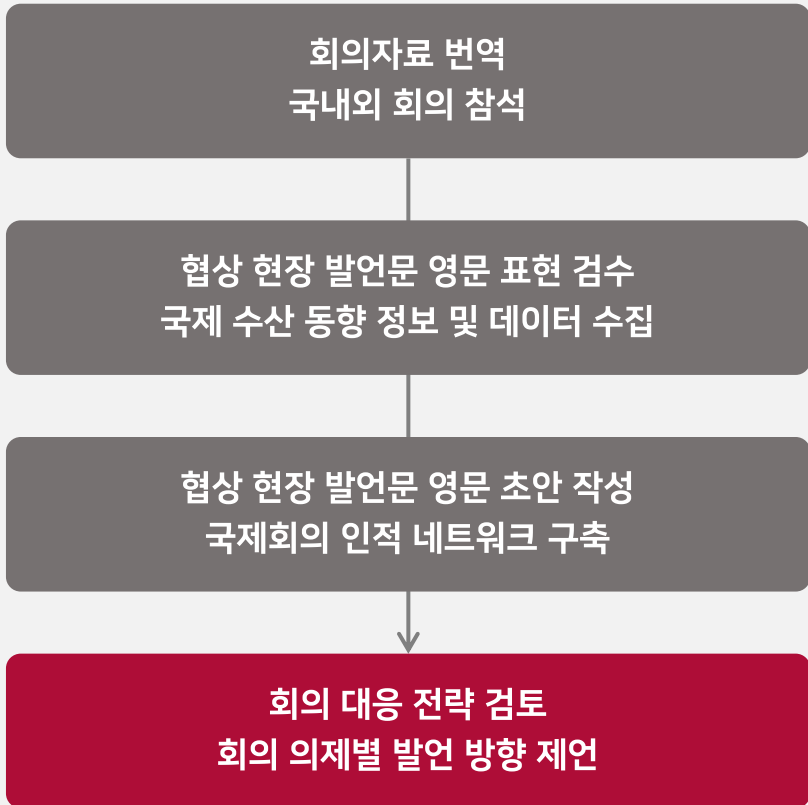 회의자료 번역
국내외 회의 참석
협상 현장 발언문 영문 표현 검수
국제 수산 동향 정보 및 데이터 수집
협상 현장 발언문 영문 초안 작성
국제회의 인적 네트워크 구축
회의 대응 전략 검토
회의 의제별 발언 방향 제언